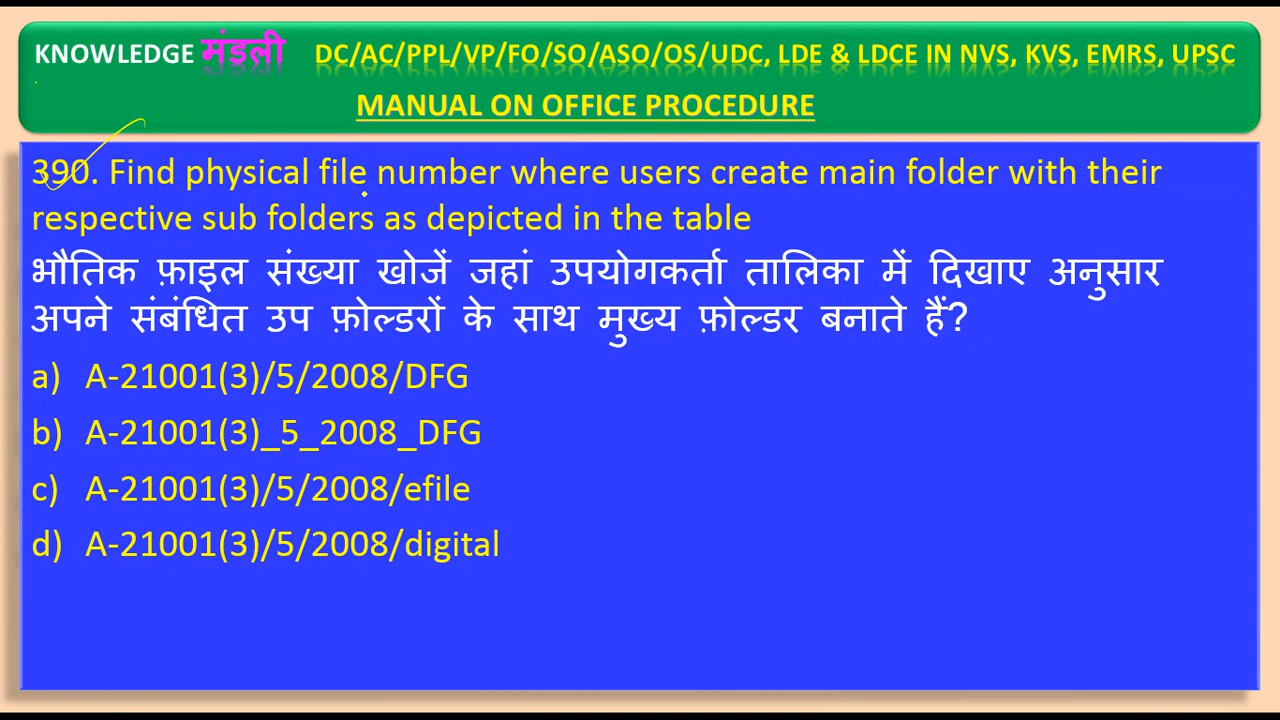 KNOWLEDGE मंडली DC/AC/PPL/VP/FO/SO/ASO/OS/UDC, LDE & LDCE IN NVS, KVS, EMRS, UPSC
MANUAL ON OFFICE PROCEDURE
390. Find physical file number where users create main folder with their
respective sub folders as depicted in the table
भौतिक फ़ाइल संख्या खोजें जहां उपयोगकर्ता तालिका में दिखाए अनुसार
अपने संबंधित उप फ़ोल्डरों के साथ मुख्य फ़ोल्डर बनाते हैं?
a) A-21001(3)/5/2008/DFG
b) A-21001(3)_5_2008_DFG
c) A-21001(3)/5/2008/efile
d) A-21001(3)/5/2008/digital